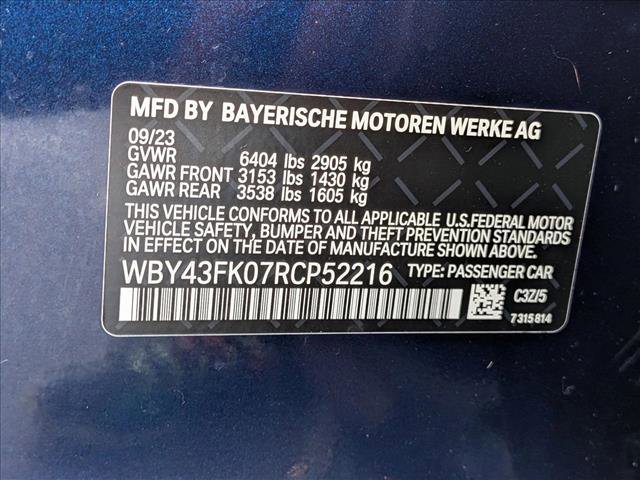 MFD BY BAYERISCHE MOTOREN WERKE AG
09/23
GVWR 6404 lbs 2905 kg
GAWR FRONT 3153 lbs 1430 kg
GAWR REAR 3538 lbs 1605 kg
THIS VEHICLE CONFORMS TO ALL APPLICABLE U.S.FEDERAL MOTOR
VEHICLE SAFETY, BUMPER AND THEFT PREVENTION STANDARDS
IN EFFECT ON THE DATE OF MANUFACTURE SHOWN ABOVE.
WBY43FK07RCP52216 TYPE: PASSENGER CAR
C3Z/5
7315814